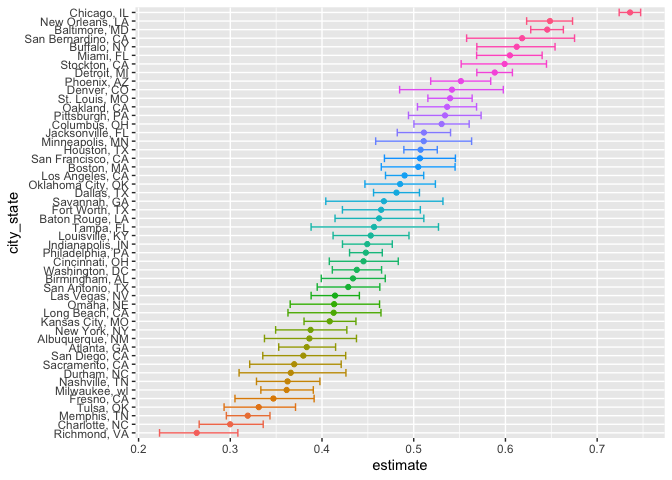 Chicago, IL
New Orleans, LA
Baltimore, MD
San Bernardino, CA
Buffalo, NY
Miami, FL
Stockton, CA
Detroit, MI
Phoenix, AZ
Denver, CO
St. Louis, MO
Oakland, CA
Pittsburgh, PA
Columbus, OH
Jacksonville, FL
Minneapolis, MN
Houston, TX
San Francisco, CA
Boston, MA
Los Angeles, CA
Oklahoma City, OK
Dallas, TX
Savannah, GA
Fort Worth, TX
Baton Rouge, LA
Tampa, FL
Louisville, KY
Indianapolis, IN
Philadelphia, PA
Cincinnati, OH
Washington, DC
Birmingham, AL
San Antonio, TX
Las Vegas, NV
Omaha, NE
Long Beach, CA
Kansas City, MO
New York, NY
Albuquerque, NM
Atlanta, GA
San Diego, CA
Sacramento, CA
Durham, NC
Nashville, TN
Milwaukee, wI
Fresno, CA
Tulsa, OK
Memphis, TN
Charlotte, NC
Richmond, VA
city_state
0.2 0.3 0.4 0.5 0.6 0.7
estimate